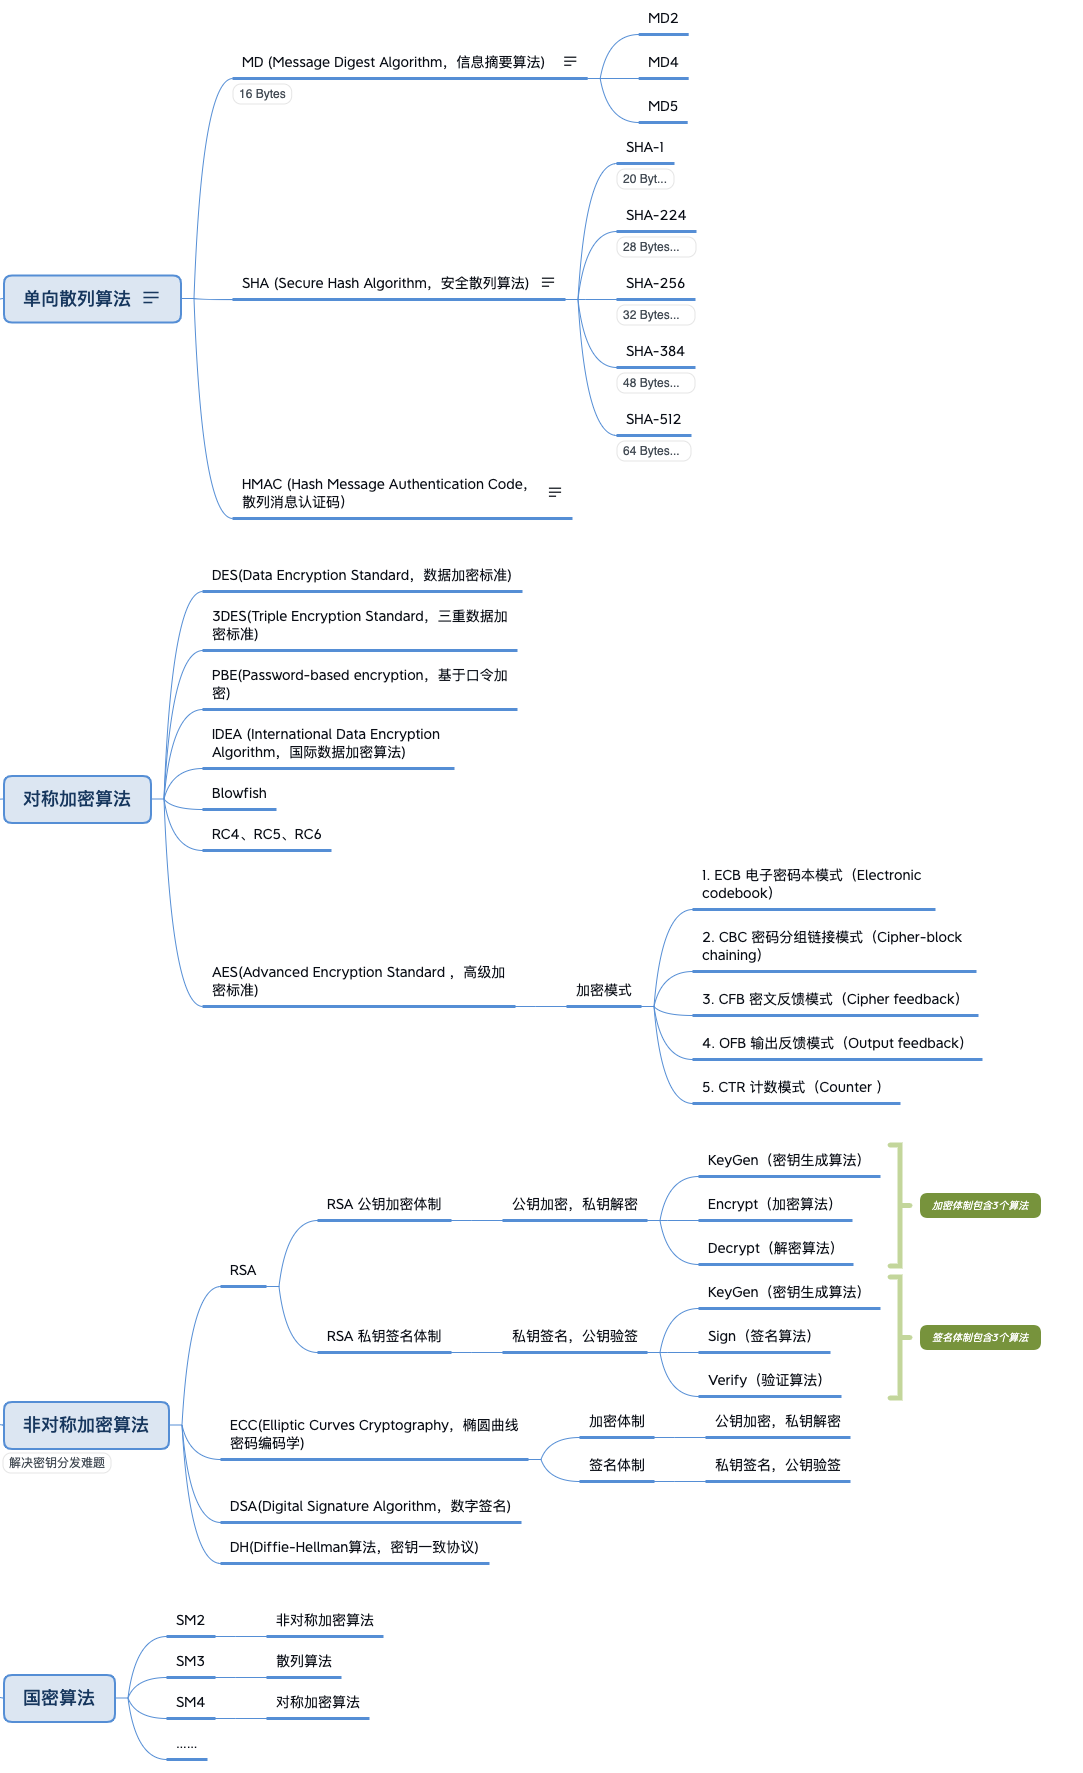 单向散列算法
MD (Message Digest Algorithm，信息摘要算法)
16 Bytes
MD2
MD4
MD5
SHA (Secure Hash Algorithm，安全散列算法)
SHA-1
20 Byt...
SHA-224
28 Bytes...
SHA-256
32 Bytes...
SHA-384
48 Bytes...
SHA-512
64 Bytes...
HMAC (Hash Message Authentication Code，
散列消息认证码)
对称加密算法
DES(Data Encryption Standard，数据加密标准)
3DES(Triple Encryption Standard，三重数据加
密标准)
PBE(Password-based encryption，基于口令加
密)
IDEA (International Data Encryption
Algorithm，国际数据加密算法)
Blowfish
RC4、RC5、RC6
AES(Advanced Encryption Standard ，高级加
密标准)
加密模式
1. ECB 电子密码本模式（Electronic
codebook）
2. CBC 密码分组链接模式（Cipher-block
chaining）
3. CFB 密文反馈模式（Cipher feedback）
4. OFB 输出反馈模式（Output feedback）
5. CTR 计数模式（Counter ）
非对称加密算法
解决密钥分发难题
RSA
RSA 公钥加密体制
公钥加密，私钥解密
KeyGen（密钥生成算法）
Encrypt（加密算法）
Decrypt（解密算法）
加密体制包含3个算法
RSA 私钥签名体制
私钥签名，公钥验签
KeyGen（密钥生成算法）
Sign（签名算法）
Verify（验证算法）
签名体制包含3个算法
ECC(Elliptic Curves Cryptography，椭圆曲线
密码编码学)
加密体制
公钥加密，私钥解密
签名体制
私钥签名，公钥验签
DSA(Digital Signature Algorithm，数字签名)
DH(Diffie-Hellman算法，密钥一致协议)
国密算法
SM2
非对称加密算法
SM3
散列算法
SM4
对称加密算法
......